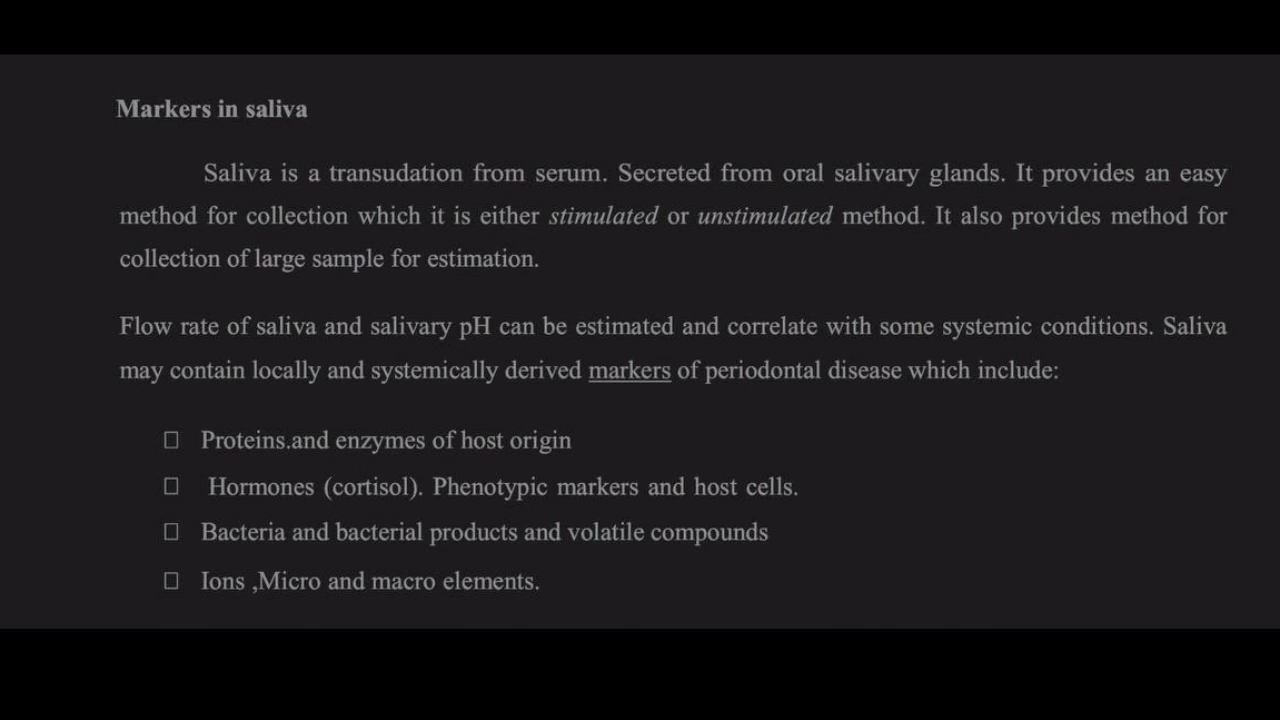 Markers in saliva
Saliva is a transudation from serum. Secreted from oral salivary glands. It provides an easy
method for collection which it is either stimulated or unstimulated method. It also provides method for
collection of large sample for estimation.
Flow rate of saliva and salivary pH can be estimated and correlate with some systemic conditions. Saliva
may contain locally and systemically derived markers of periodontal disease which include:
Proteins.and enzymes of host origin
Hormones (cortisol). Phenotypic markers and host cells.
Bacteria and bacterial products and volatile compounds
Ions ,Micro and macro elements.